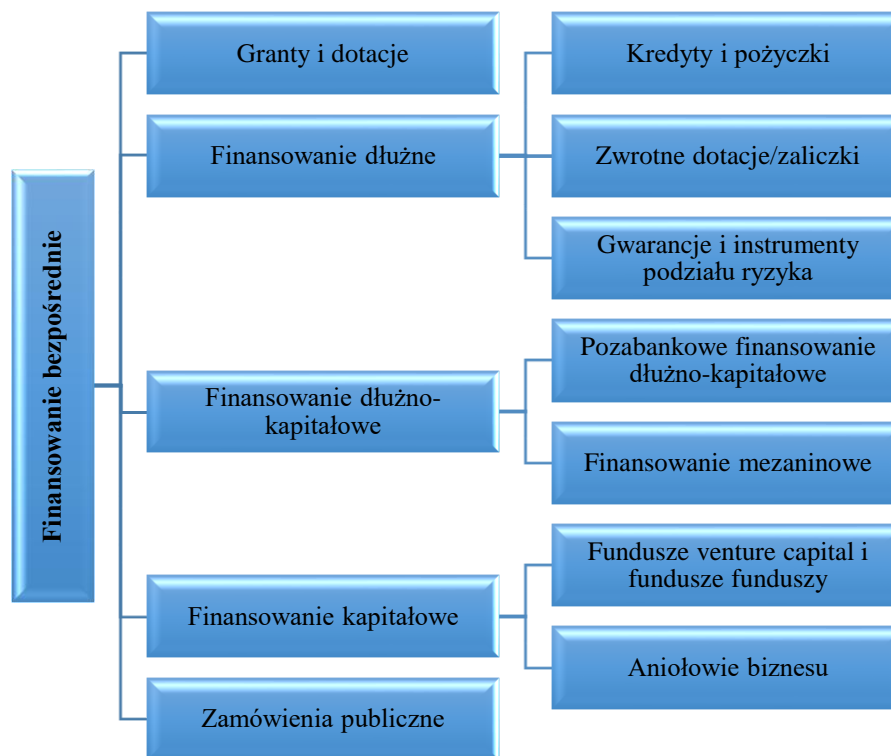 Finansowanie bezpośrednie
Granty i dotacje
Finansowanie dłużne
Kredyty i pożyczki
Zwrotne dotacje/zaliczki
Gwarancje i instrumenty
podziału ryzyka
Finansowanie dłużno-
kapitałowe
Pozabankowe finansowanie
dłużno-kapitałowe
Finansowanie mezaninowe
Finansowanie kapitałowe
Fundusze venture capital i
fundusze funduszy
Aniołowie biznesu
Zamówienia publiczne